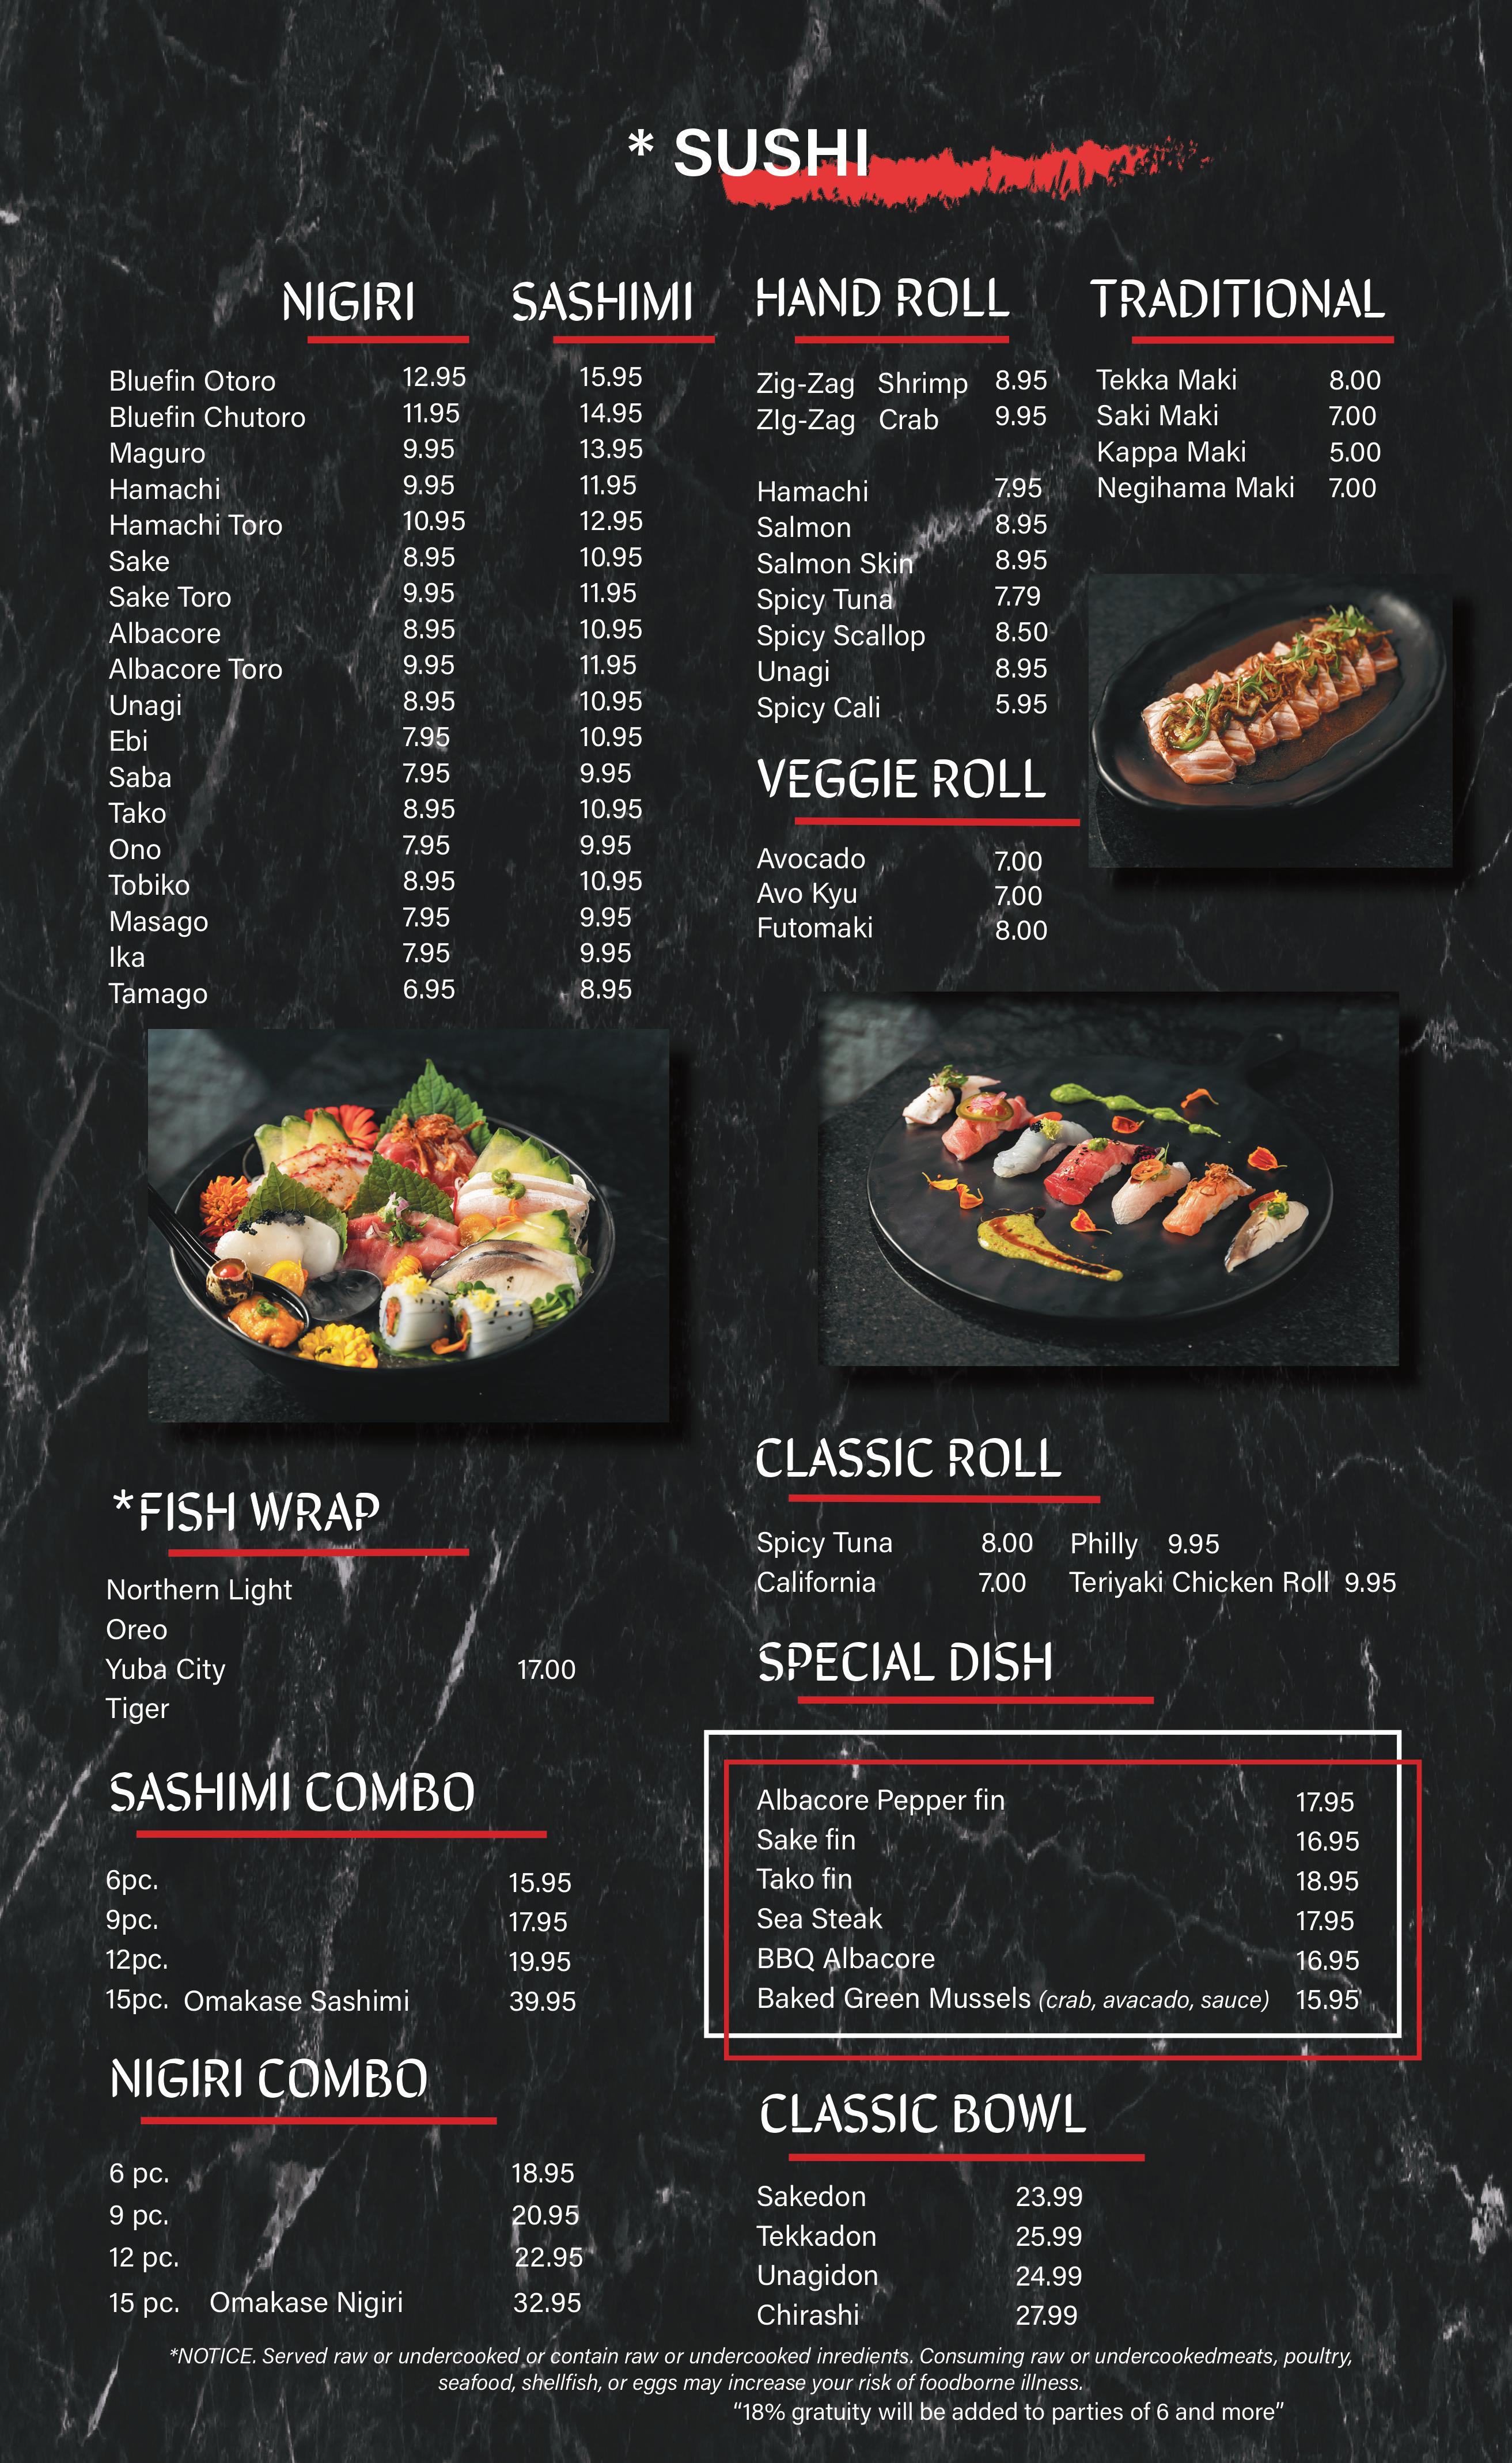 * SUSHI
NIGIRI SASHIMI
Bluefin Otoro 12.95 15.95
Bluefin Chutoro 11.95 14.95
Maguro 9.95 13.95
Hamachi 9.95 11.95
Hamachi Toro 10.95 12.95
Sake 8.95 10.95
Sake Toro 9.95 11.95
Albacore 8.95 10.95
Albacore Toro 9.95 11.95
Unagi 8.95 10.95
Ebi 7.95 10.95
Saba 7.95 9.95
Tako 8.95 10.95
Ono 7.95 9.95
Tobiko 8.95 10.95
Masago 7.95 9.95
Ika 7.95 9.95
Tamago 6.95 8.95
HAND ROLL
Zig-Zag Shrimp 8.95
ZIg-Zag Crab 9.95
Hamachi 7.95
Salmon 8.95
Salmon Skin 8.95
Spicy Tuna 7.79
Spicy Scallop 8.50
Unagi 8.95
Spicy Cali 5.95
TRADITIONAL
Tekka Maki 8.00
Saki Maki 7.00
Kappa Maki 5.00
Negihama Maki 7.00
VEGGIE ROLL
Avocado 7.00
Avo Kyu 7.00
Futomaki 8.00
*FISH WRAP
Northern Light
Oreo
Yuba City 17.00
Tiger
SASHIMI COMBO
6pc. 15.95
9pc. 17.95
12pc. 19.95
15pc. Omakase Sashimi 39.95
NIGIRI COMBO
6 pc. 18.95
9 pc. 20.95
12 pc. 22.95
15 pc. Omakase Nigiri 32.95
CLASSIC ROLL
Spicy Tuna 8.00 Philly 9.95
California 7.00 Teriyaki Chicken Roll 9.95
SPECIAL DISH
Albacore Pepper fin 17.95
Sake fin 16.95
Tako fin 18.95
Sea Steak 17.95
BBQ Albacore 16.95
Baked Green Mussels (crab, avacado, sauce) 15.95
CLASSIC BOWL
Sakedon 23.99
Tekkadon 25.99
Unagidon 24.99
Chirashi 27.99
*NOTICE. Served raw or undercooked or contain raw or undercooked inredients. Consuming raw or undercookedmeats, poultry,
seafood, shellfish, or eggs may increase your risk of foodborne illness.
“18% gratuity will be added to parties of 6 and more”